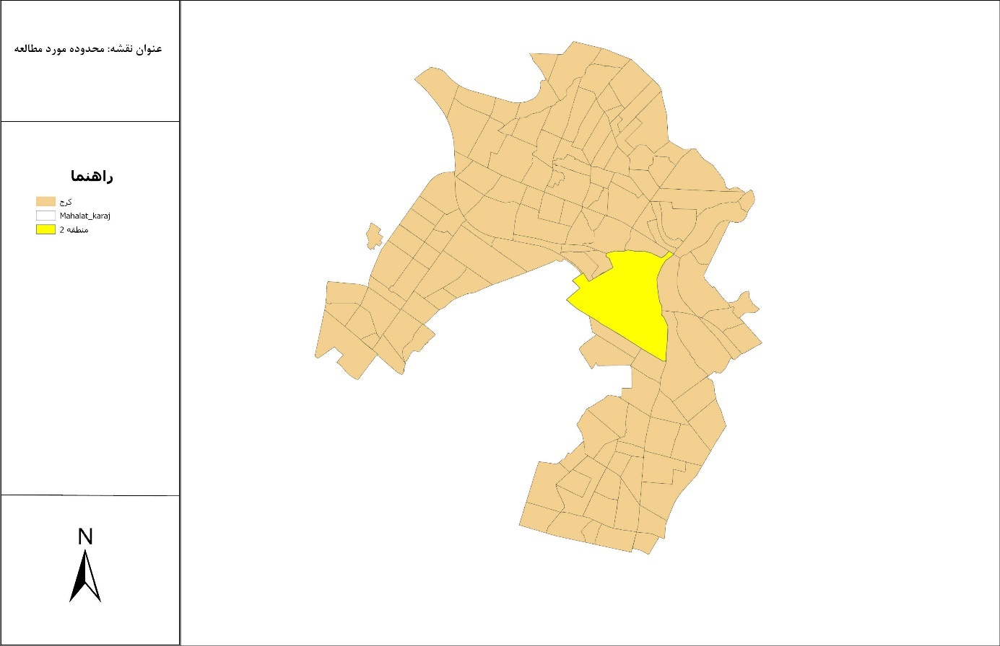 عنوان نقشه: محدوده مورد مطالعه
راهنما
کرج
Mahalat_karaj
منطقه 2
N